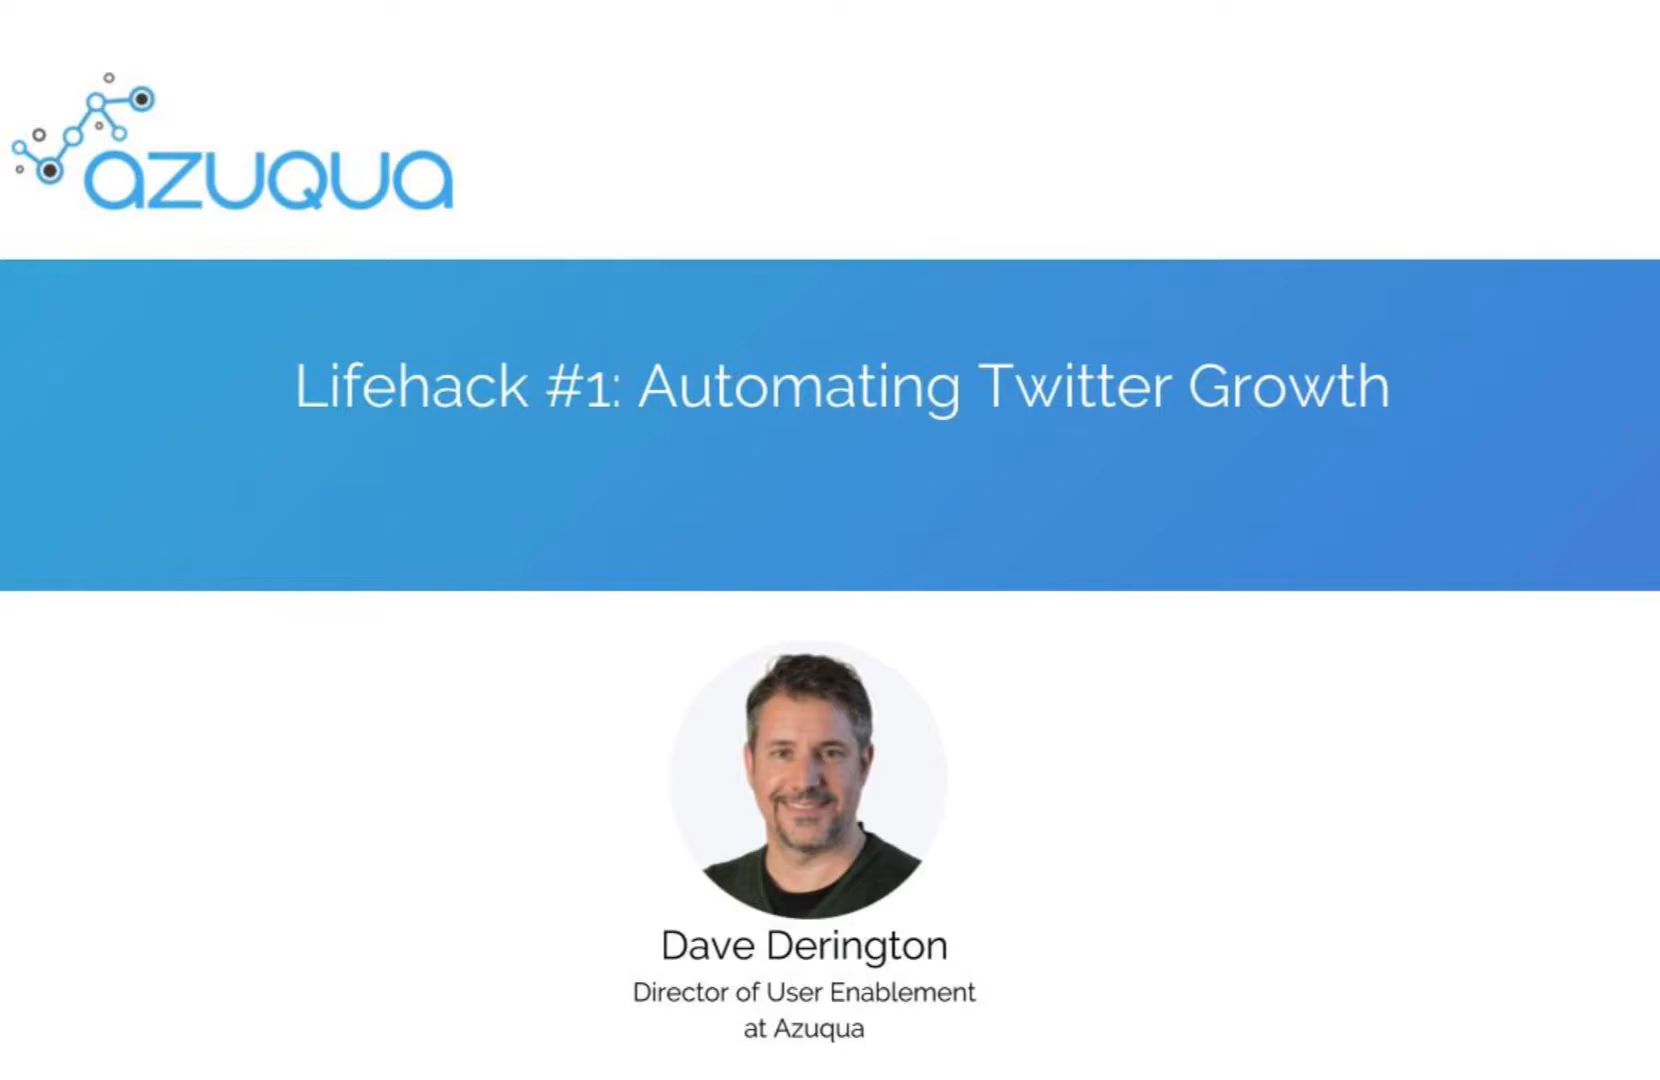 azuqua
Lifehack #1: Automating Twitter Growth
Dave Derington
Director of User Enablement
at Azuqua